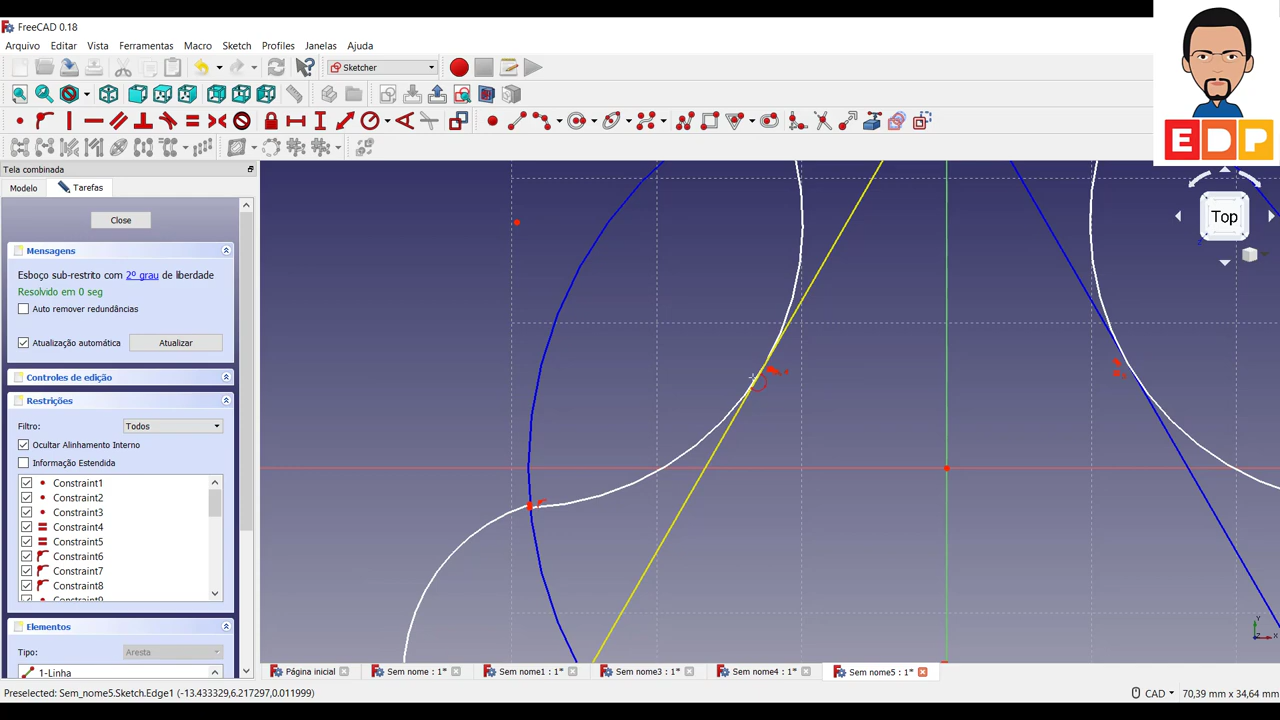 FreeCAD 0.18
Arquivo Editar Vista Ferramentas Macro Sketch Profiles Janelas Ajuda
Sketcher
EDP
Tela combinada
Modelo Tarefas
Top
Close
Mensagens
Esboço sub-restrito com 2º grau de liberdade
Resolvido em 0 seg
Auto remover redundâncias
Atualização automática Atualizar
Controles de edição
Restrições
Filtro: Todos
Ocultar Alinhamento Interno
Informação Estendida
Constraint1
Constraint2
Constraint3
Constraint4
Constraint5
Constraint6
Constraint7
Constraint8
Constraint9
Elementos
Tipo: Aresta
1-Linha
Y
Z
X
Página inicial Sem nome : 1* Sem nome1 : 1* Sem nome3 : 1* Sem nome4 : 1* Sem nome5 : 1*
Preselected: Sem_nome5.Sketch.Edge1 (-13.433329,6.217297,0.011999) CAD 70,39 mm x 34,64 mm